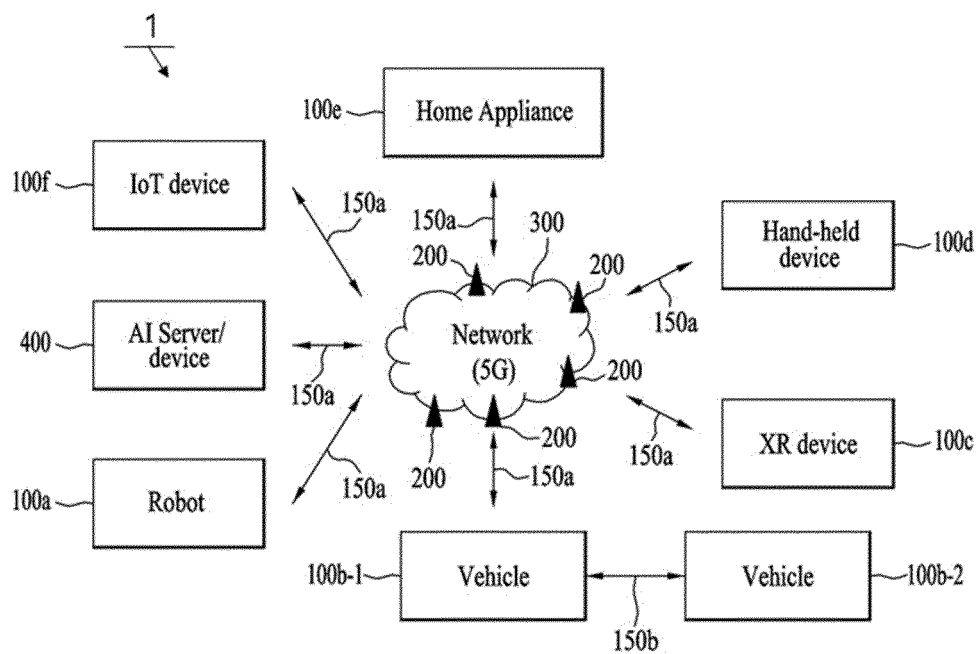 1
100e
Home Appliance
100f
IoT device
150a
150a
300
200
200
Hand-held
device
100d
150a
400
AI Server/
device
150a
Network
(5G)
200
200
200
150a
150a
XR device
100c
100a
Robot
150a
100b-1
Vehicle
150b
Vehicle
100b-2